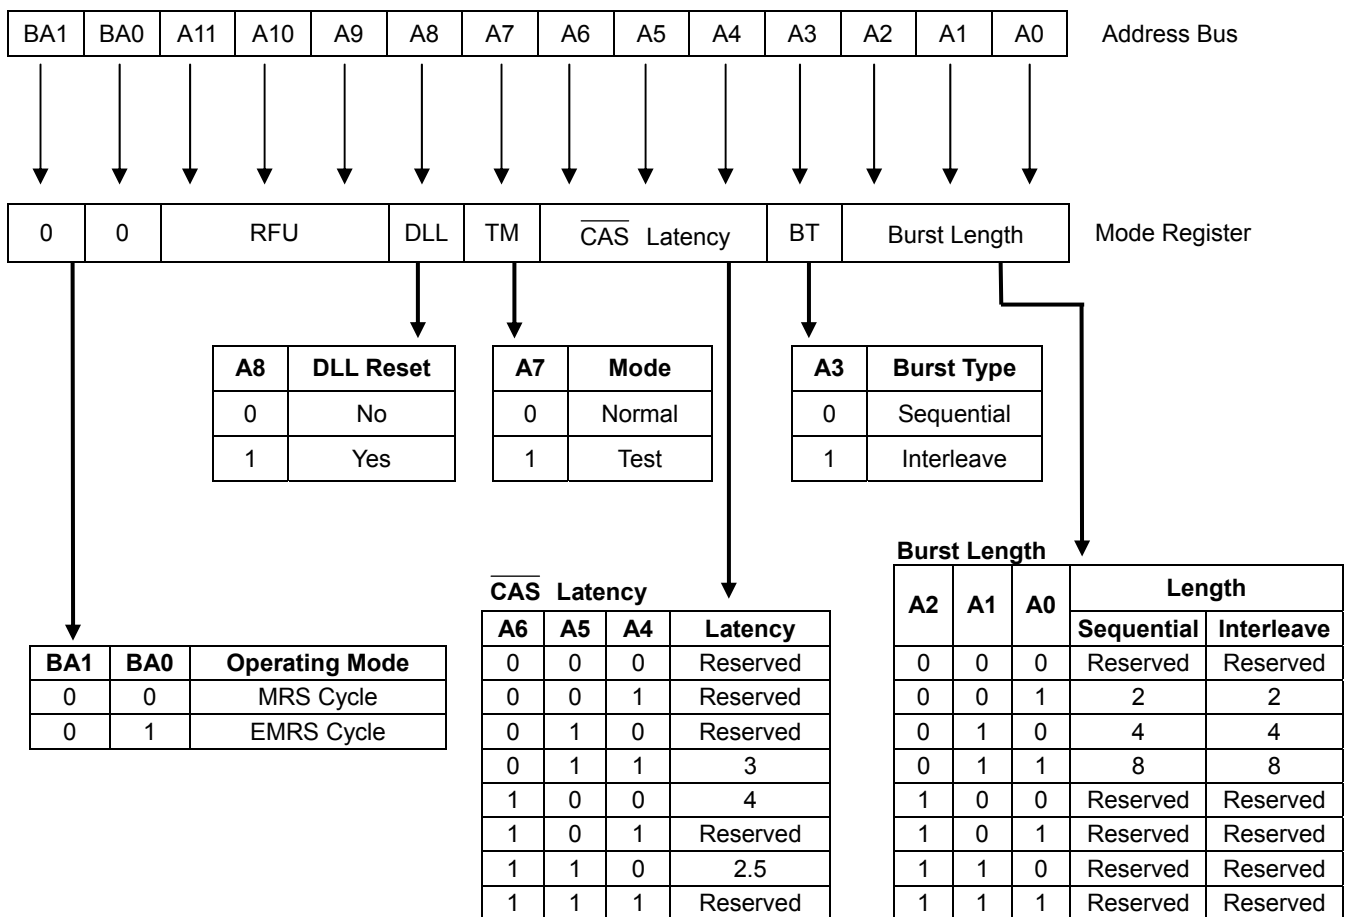 BA1 BA0 A11 A10 A9 A8 A7 A6 A5 A4 A3 A2 A1 A0 Address Bus
0 0 RFU DLL TM CAS Latency BT Burst Length Mode Register
A8 DLL Reset
0 No
1 Yes
A7 Mode
0 Normal
1 Test
A3 Burst Type
0 Sequential
1 Interleave
BA1 BA0 Operating Mode
0 0 MRS Cycle
0 1 EMRS Cycle
CAS Latency
A6 A5 A4 Latency
0 0 0 Reserved
0 0 1 Reserved
0 1 0 Reserved
0 1 1 3
1 0 0 4
1 0 1 Reserved
1 1 0 2.5
1 1 1 Reserved
Burst Length
A2 A1 A0 Length
Sequential Interleave
0 0 0 Reserved Reserved
0 0 1 2 2
0 1 0 4 4
0 1 1 8 8
1 0 0 Reserved Reserved
1 0 1 Reserved Reserved
1 1 0 Reserved Reserved
1 1 1 Reserved Reserved